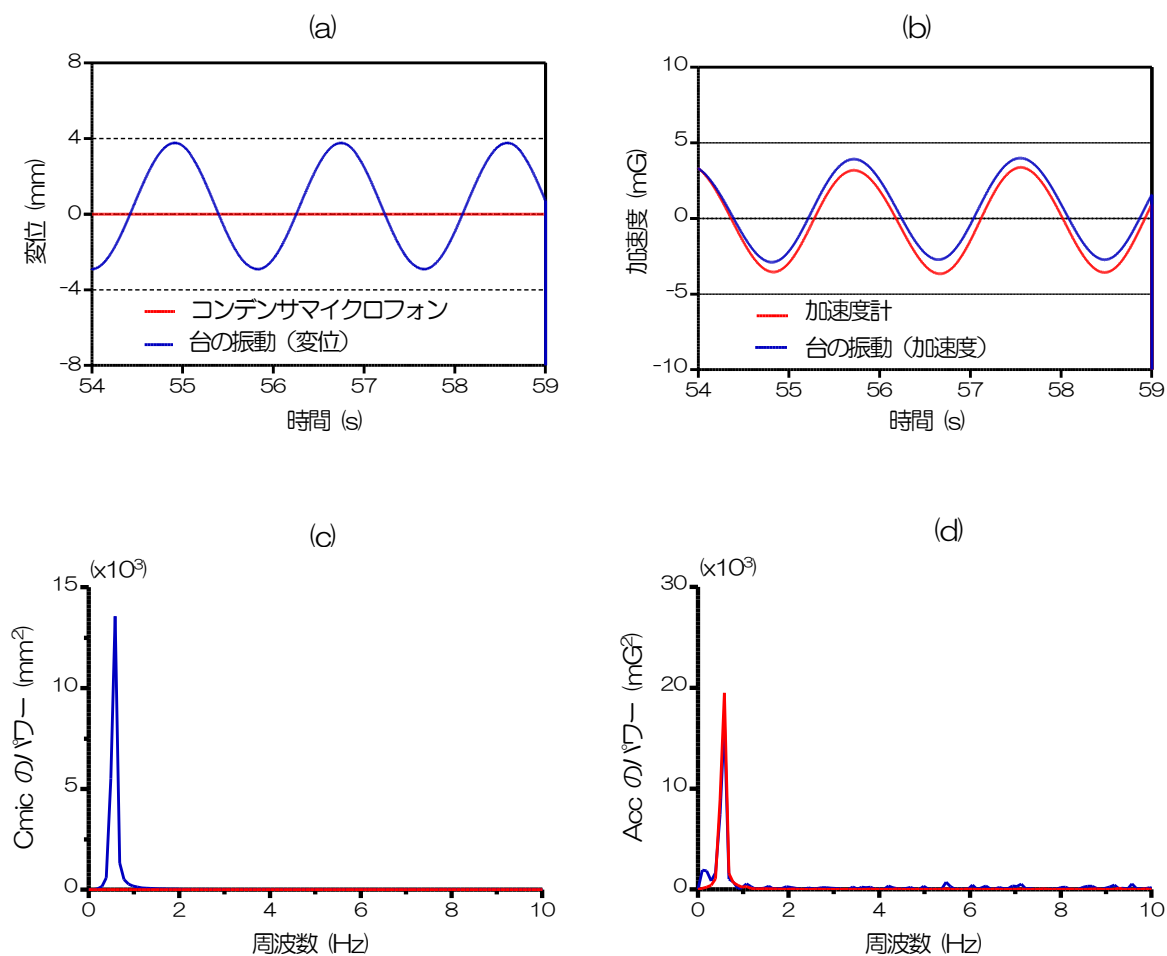 (a)
8
4
0
-4
-8
変位 (mm)
コンデンサマイクロフォン
台の振動（変位）
54 55 56 57 58 59
時間 (s)
(b)
10
5
0
-5
-10
加速度 (mG)
加速度計
台の振動（加速度）
54 55 56 57 58 59
時間 (s)
(c)
(x10³)
15
10
5
0
Cmic のパワー (mm²)
0 2 4 6 8 10
周波数 (Hz)
(d)
(x10³)
30
20
10
0
Acc のパワー (mG²)
0 2 4 6 8 10
周波数 (Hz)